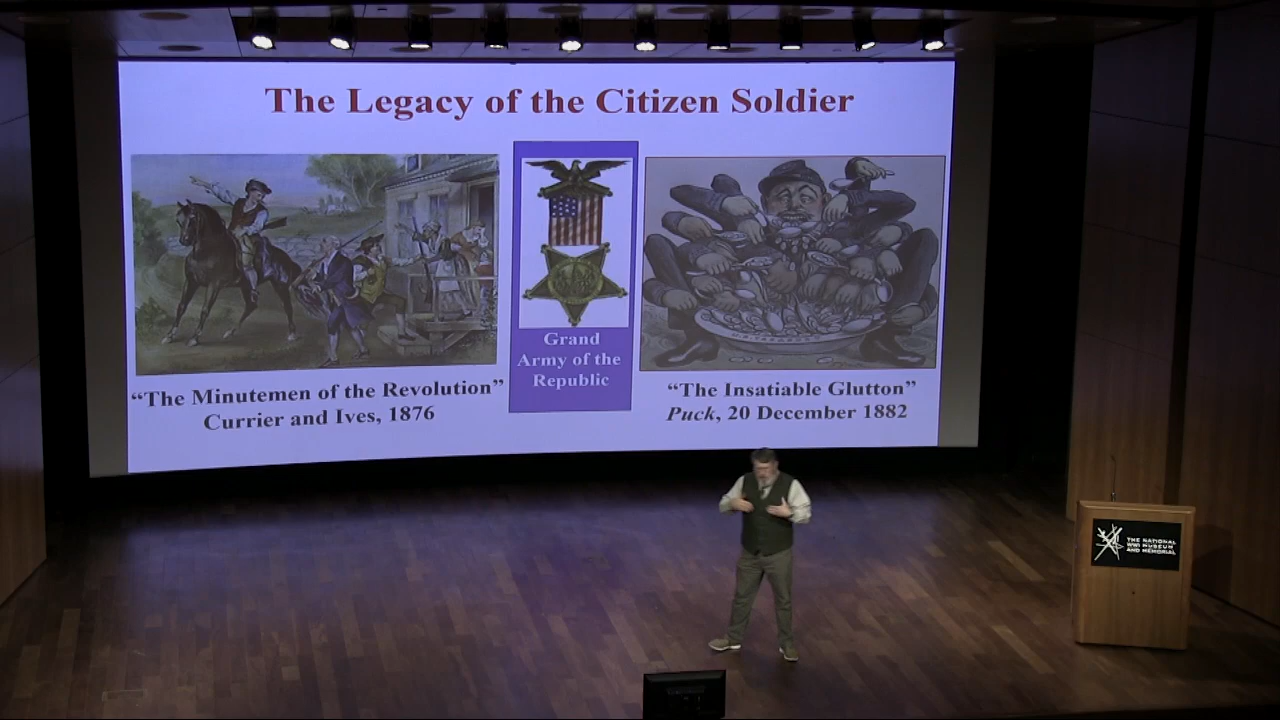 The Legacy of the Citizen Soldier
Grand
Army of the
Republic
“The Minutemen of the Revolution”
Currier and Ives, 1876
“The Insatiable Glutton”
Puck, 20 December 1882
THE NATIONAL
WWI MUSEUM
AND MEMORIAL